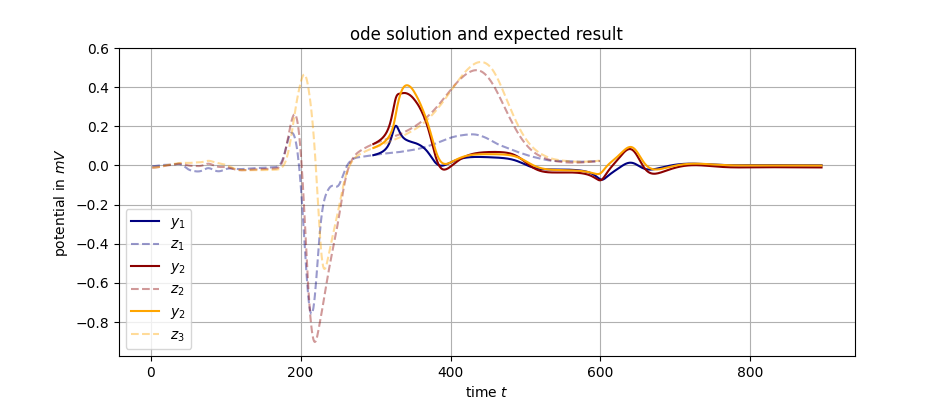 ode solution and expected result
potential in mV
0.6
0.4
0.2
0.0
−0.2
−0.4
−0.6
−0.8
y₁
z₁
y₂
z₂
y₂
z₃
0 200 400 600 800
time t